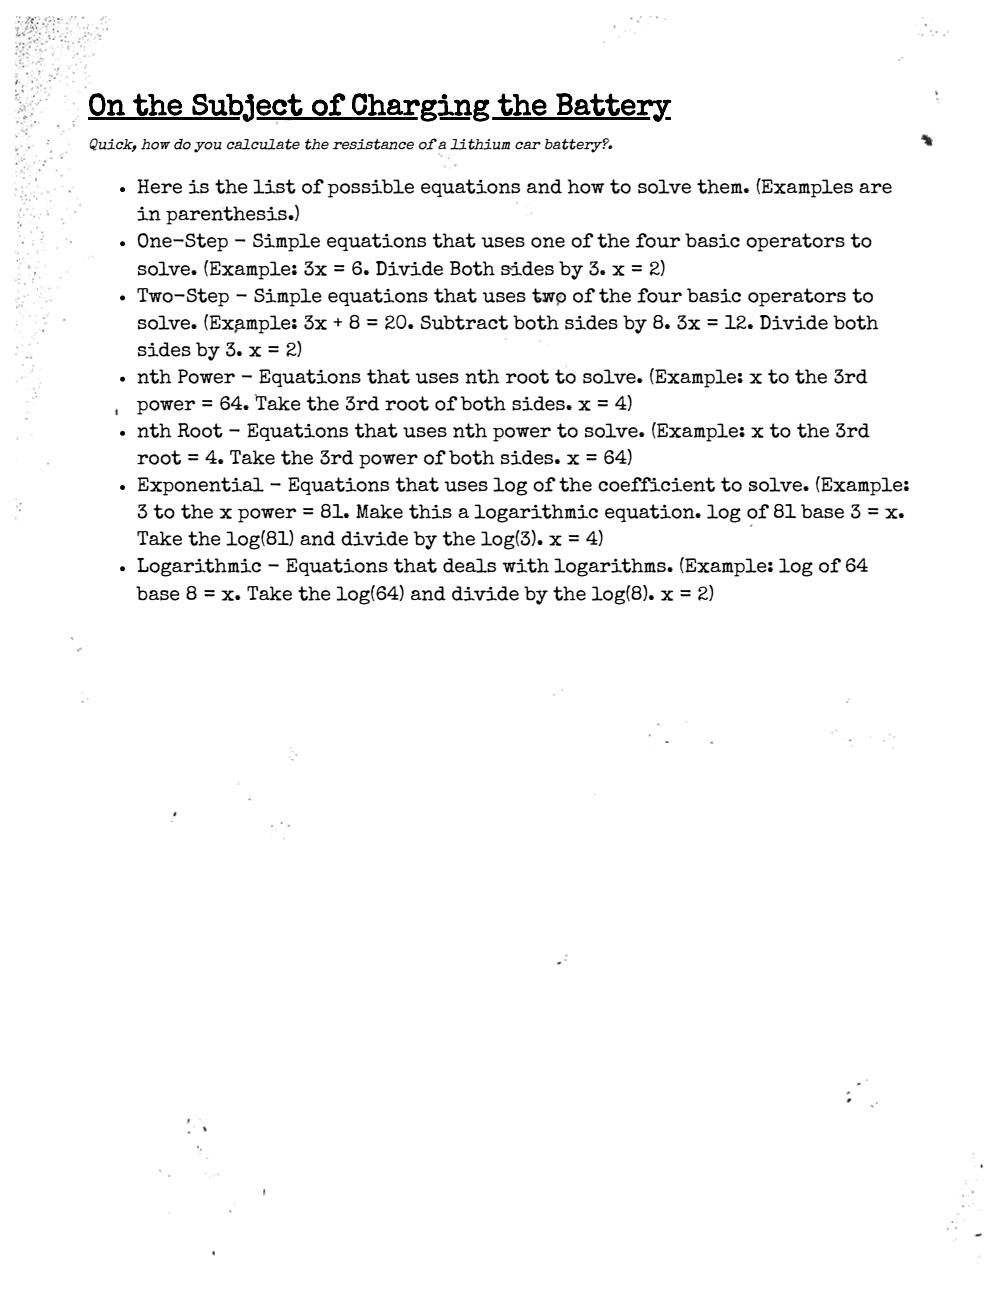 On the Subject of Charging the Battery
Quick, how do you calculate the resistance of a lithium car battery?.
• Here is the list of possible equations and how to solve them. (Examples are
in parenthesis.)
• One-Step - Simple equations that uses one of the four basic operators to
solve. (Example: 3x = 6. Divide Both sides by 3. x = 2)
• Two-Step - Simple equations that uses two of the four basic operators to
solve. (Example: 3x + 8 = 20. Subtract both sides by 8. 3x = 12. Divide both
sides by 3. x = 2)
• nth Power - Equations that uses nth root to solve. (Example: x to the 3rd
power = 64. Take the 3rd root of both sides. x = 4)
• nth Root - Equations that uses nth power to solve. (Example: x to the 3rd
root = 4. Take the 3rd power of both sides. x = 64)
• Exponential - Equations that uses log of the coefficient to solve. (Example:
3 to the x power = 81. Make this a logarithmic equation. log of 81 base 3 = x.
Take the log(81) and divide by the log(3). x = 4)
• Logarithmic - Equations that deals with logarithms. (Example: log of 64
base 8 = x. Take the log(64) and divide by the log(8). x = 2)